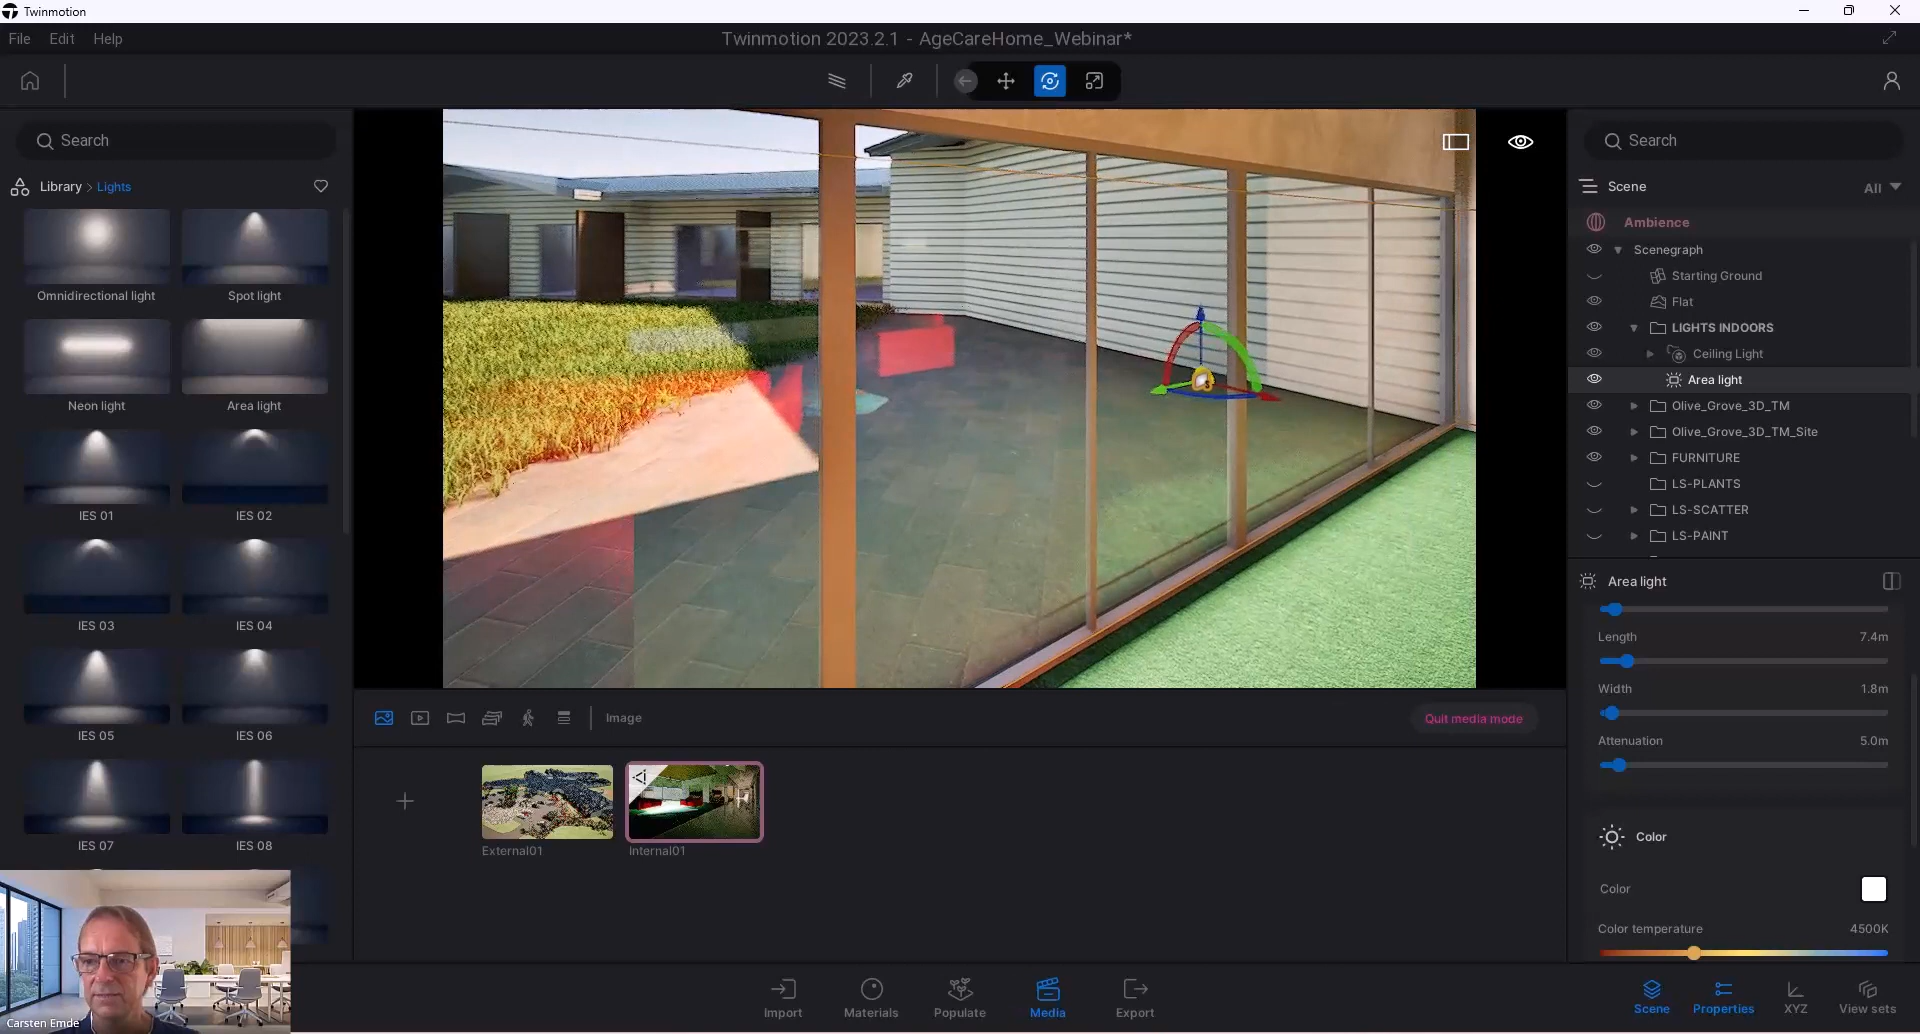 Twinmotion
File Edit Help
Twinmotion 2023.2.1 - AgeCareHome_Webinar*
Search
Library > Lights
Omnidirectional light
Spot light
Neon light
Area light
IES 01
IES 02
IES 03
IES 04
IES 05
IES 06
IES 07
IES 08
Carsten Emde
Image
Quit media mode
External01
Internal01
Import
Materials
Populate
Media
Export
Search
Scene
All
Ambience
Scenegraph
Starting Ground
Flat
LIGHTS INDOORS
Ceiling Light
Area light
Olive_Grove_3D_TM
Olive_Grove_3D_TM_Site
FURNITURE
LS-PLANTS
LS-SCATTER
LS-PAINT
Area light
Length 7.4m
Width 1.8m
Attenuation 5.0m
Color
Color
Color temperature 4500K
Scene
Properties
XYZ
View sets